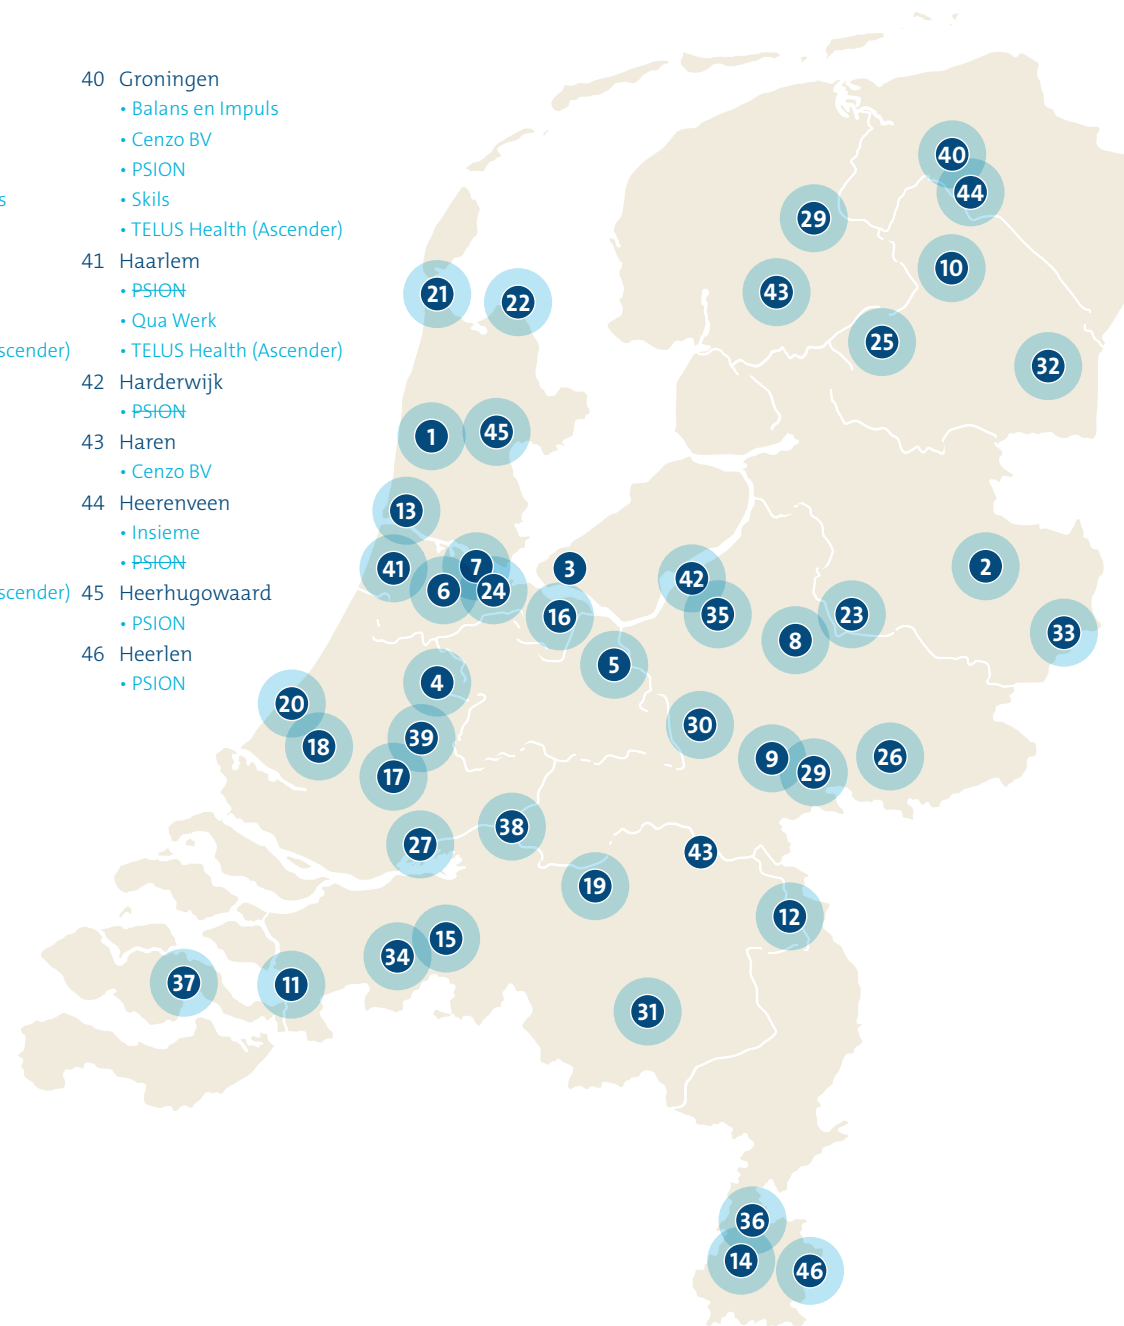 40 Groningen
• Balans en Impuls
• Cenzo BV
• PSION
s
• Skils
• TELUS Health (Ascender)
41 Haarlem
• PSION
• Qua Werk
scender)
• TELUS Health (Ascender)
42 Harderwijk
• PSION
43 Haren
• Cenzo BV
44 Heerenveen
• Insieme
• PSION
scender)
45 Heerhugowaard
• PSION
46 Heerlen
• PSION
40
44
29
10
21
22
43
25
32
1
45
13
41
7
3
6
24
42
2
16
35
23
8
33
5
4
20
30
18
39
9
29
26
17
38
27
43
19
12
15
34
37
11
31
36
14
46